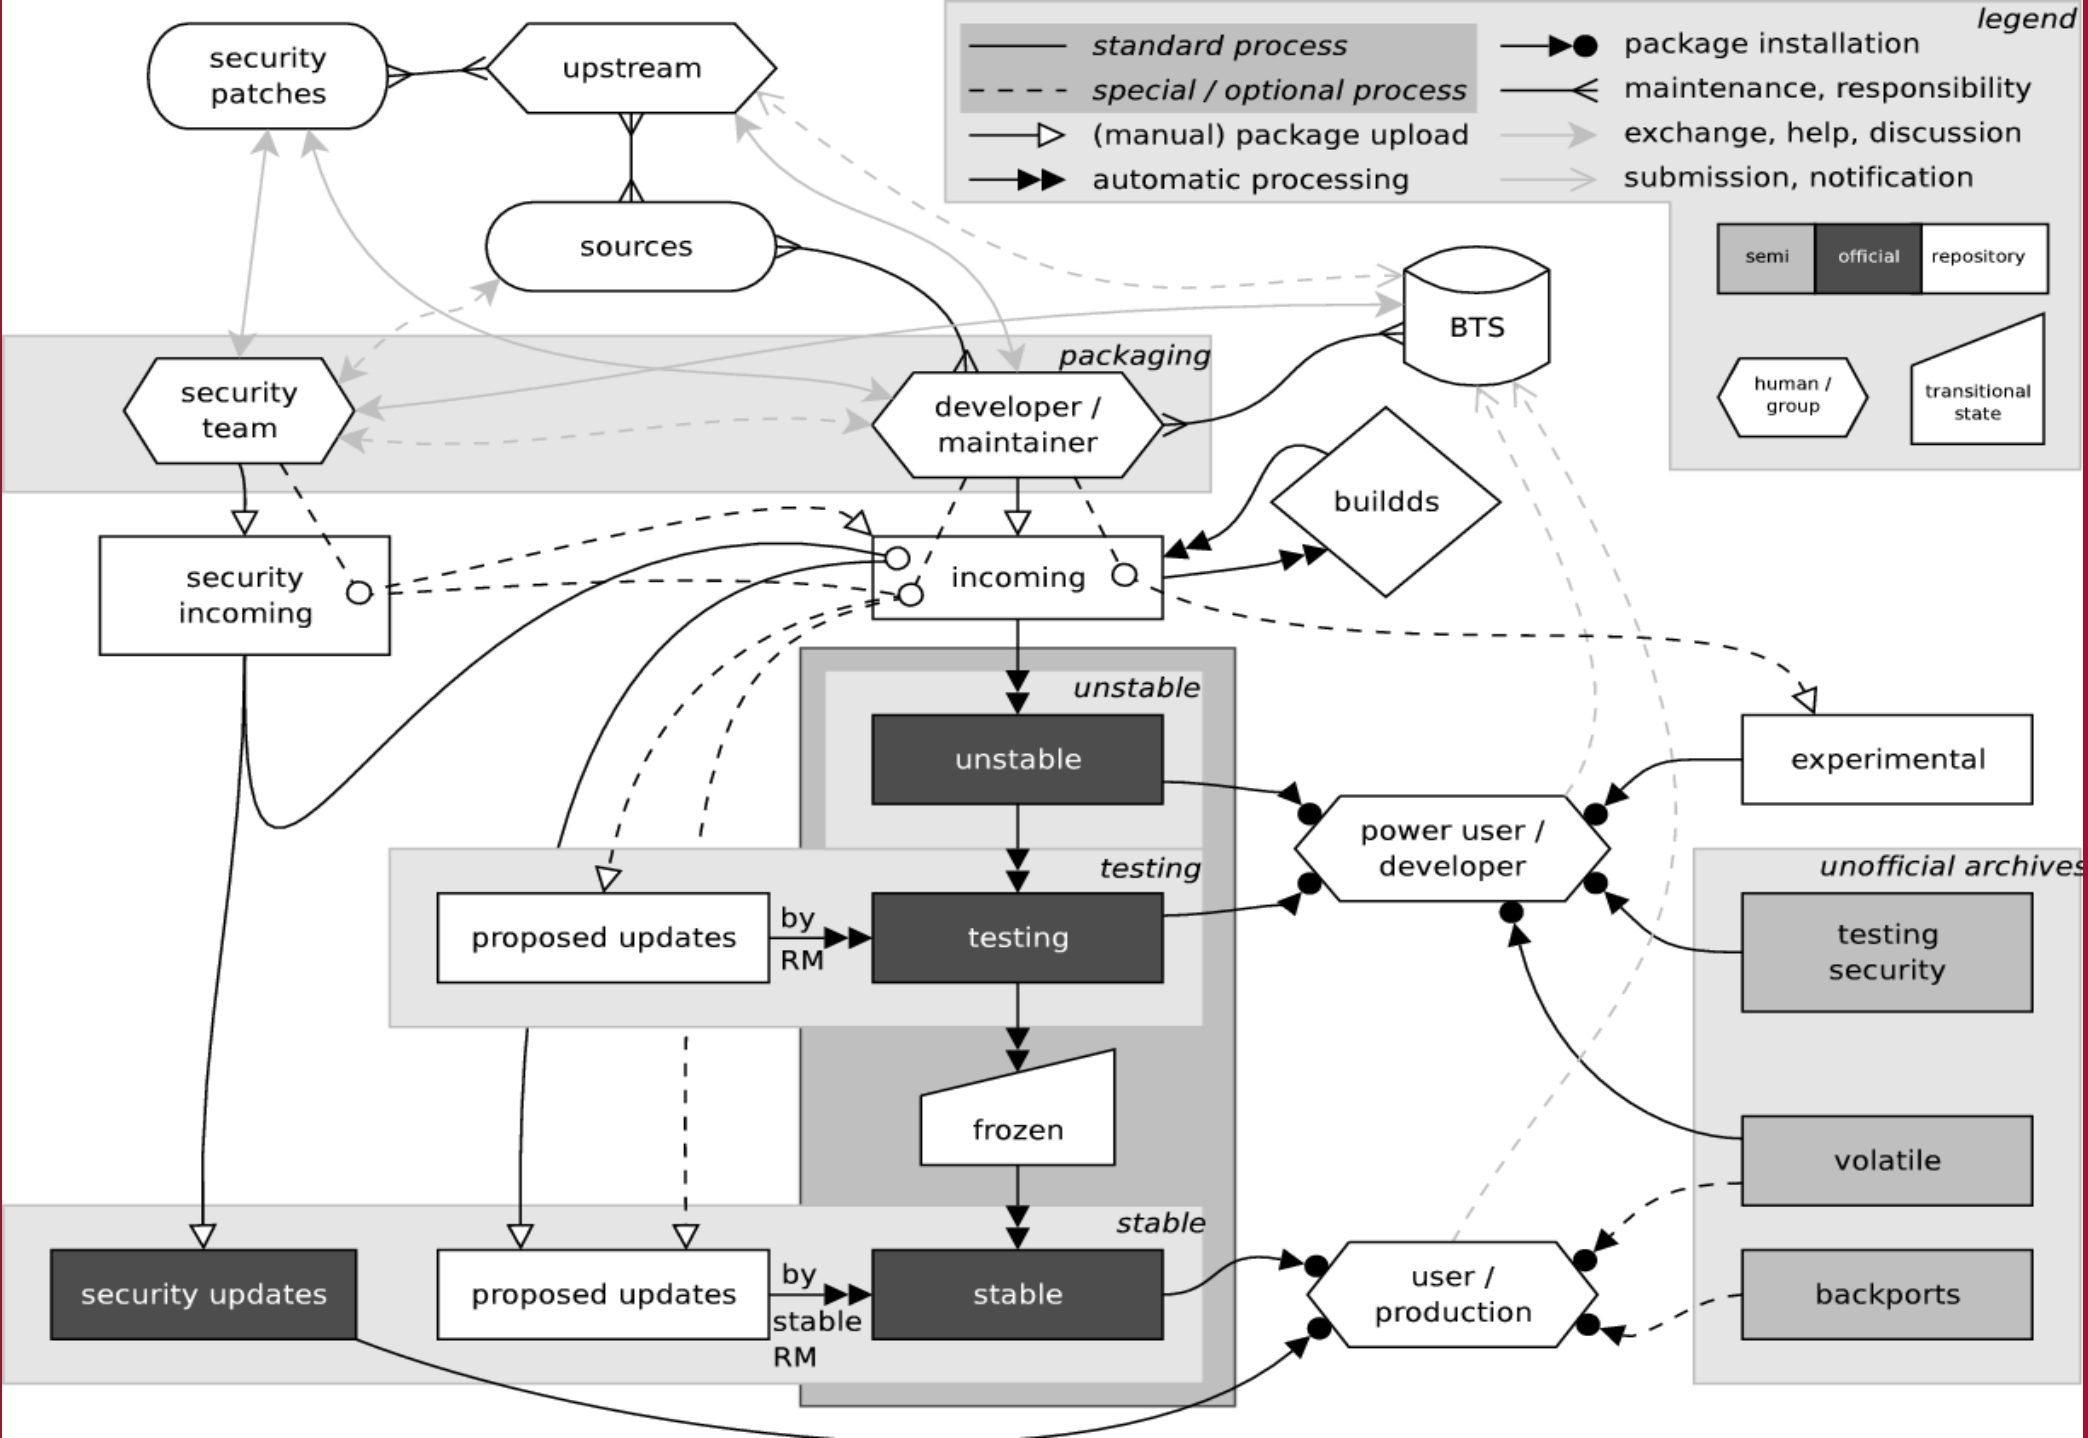 legend
security
patches
upstream
standard process
special / optional process
(manual) package upload
automatic processing
package installation
maintenance, responsibility
exchange, help, discussion
submission, notification
semi
official
repository
human /
group
transitional
state
sources
BTS
packaging
security
team
developer /
maintainer
buildds
security
incoming
incoming
unstable
unstable
experimental
power user /
developer
testing
unofficial archives
proposed updates
by
RM
testing
testing
security
frozen
volatile
stable
security updates
proposed updates
by
stable
RM
stable
user /
production
backports